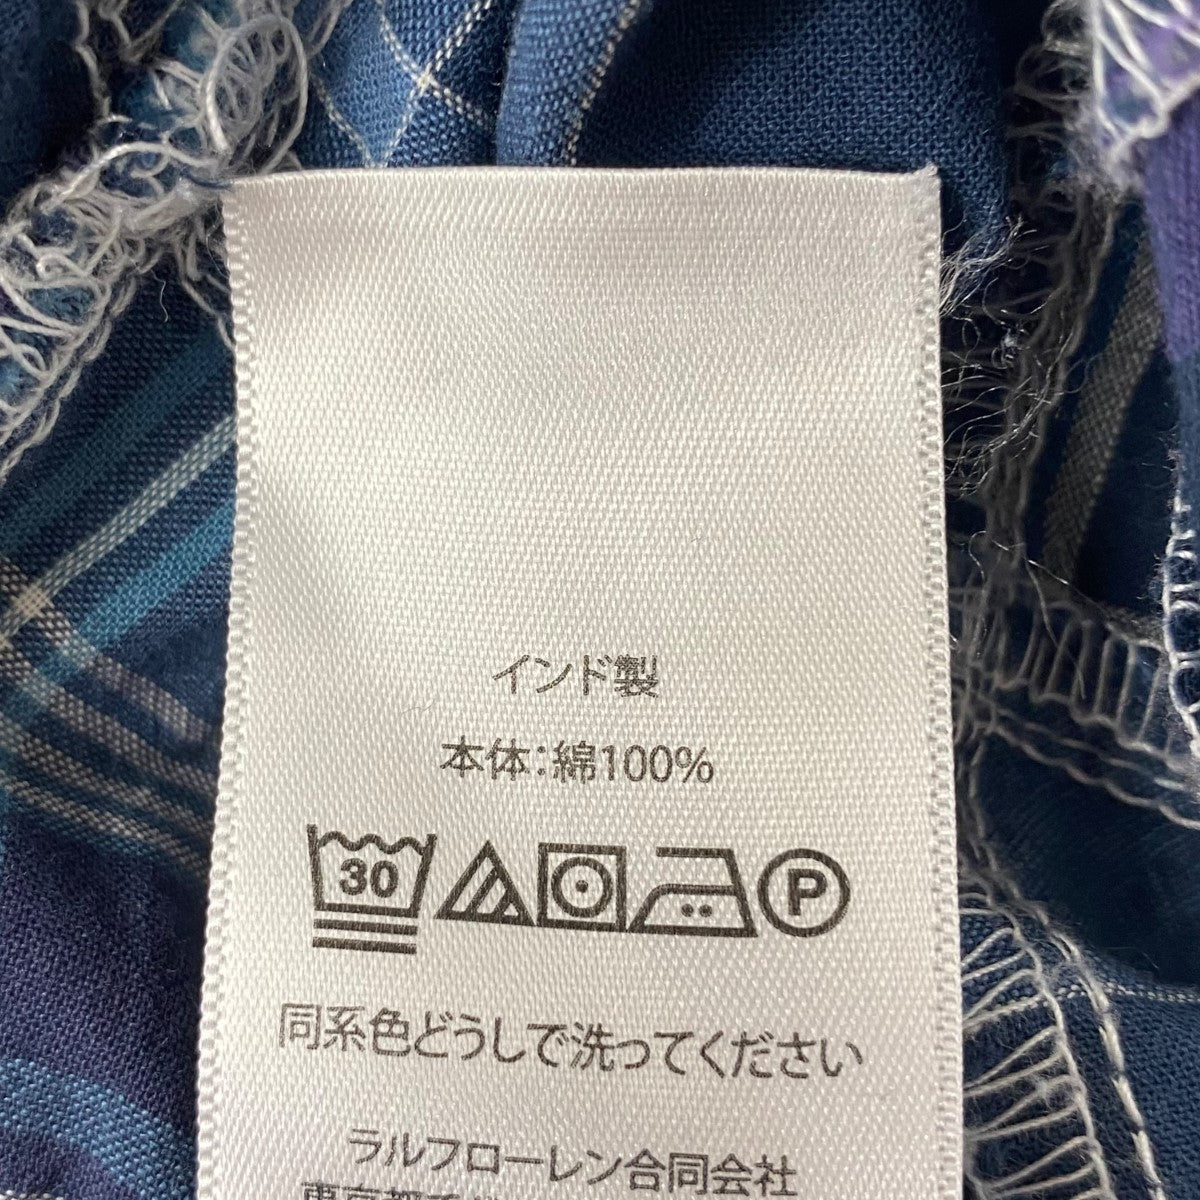 インド製
本体:綿100%
30 P
同系色どうしで洗ってください
ラルフローレン合同会社